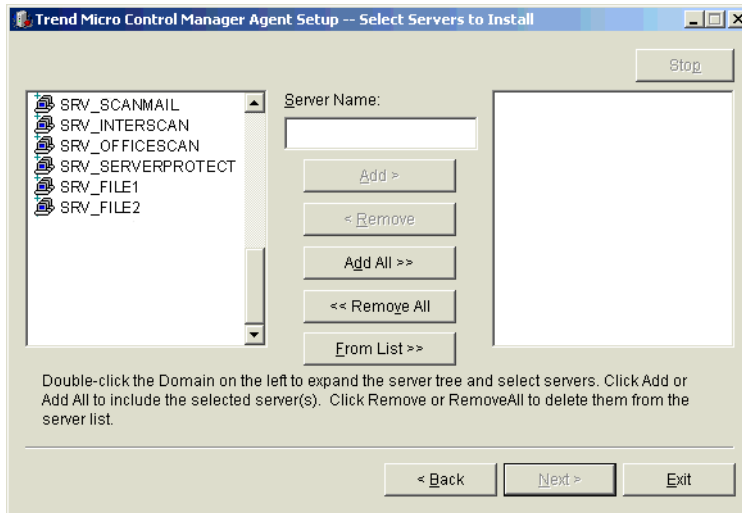 Trend Micro Control Manager Agent Setup -- Select Servers to Install
Stop
SRV_SCANMAIL
SRV_INTERSCAN
SRV_OFFICESCAN
SRV_SERVERPROTECT
SRV_FILE1
SRV_FILE2
Server Name:
Add >
< Remove
Add All >>
<< Remove All
From List >>
Double-click the Domain on the left to expand the server tree and select servers. Click Add or
Add All to include the selected server(s).  Click Remove or RemoveAll to delete them from the
server list.
< Back
Next >
Exit